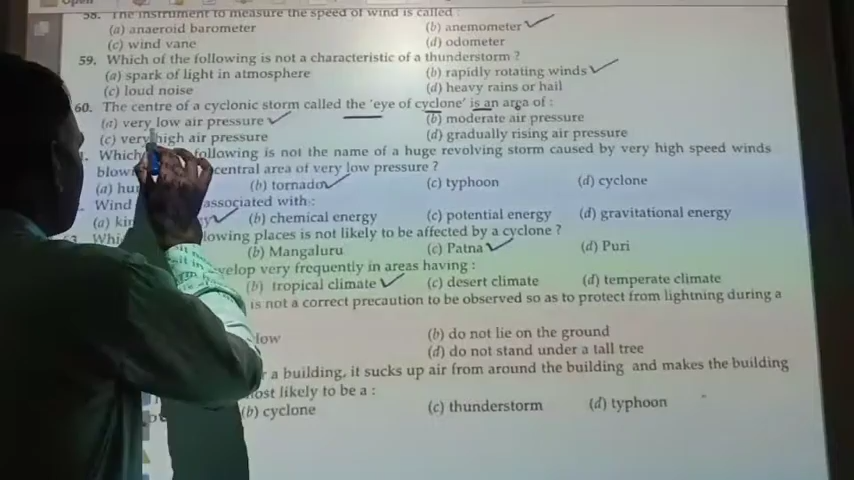 58. The instrument to measure the speed of wind is called :
(a) anaeroid barometer (b) anemometer
(c) wind vane (d) odometer
59. Which of the following is not a characteristic of a thunderstorm ?
(a) spark of light in atmosphere (b) rapidly rotating winds
(c) loud noise (d) heavy rains or hail
60. The centre of a cyclonic storm called the 'eye of cyclone' is an area of :
(a) very low air pressure (b) moderate air pressure
(c) very high air pressure (d) gradually rising air pressure
Which following is not the name of a huge revolving storm caused by very high speed winds
blow central area of very low pressure ?
(a) hu (b) tornado (c) typhoon (d) cyclone
Wind associated with :
(a) kin y (b) chemical energy (c) potential energy (d) gravitational energy
Whi lowing places is not likely to be affected by a cyclone ?
(b) Mangaluru (c) Patna (d) Puri
velop very frequently in areas having :
(b) tropical climate (c) desert climate (d) temperate climate
is not a correct precaution to be observed so as to protect from lightning during a
low (b) do not lie on the ground
(d) do not stand under a tall tree
r a building, it sucks up air from around the building and makes the building
ost likely to be a :
(b) cyclone (c) thunderstorm (d) typhoon